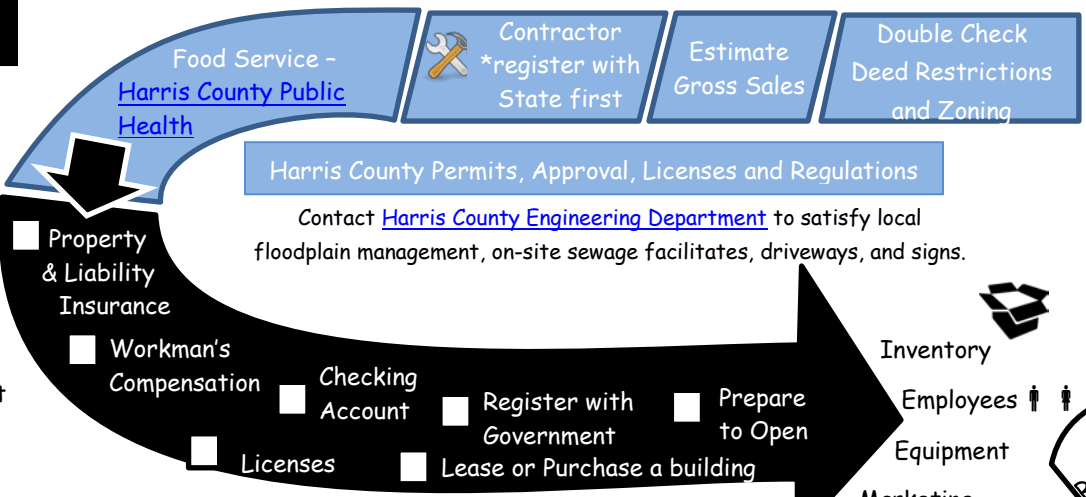 Food Service –
Harris County Public
Health
Contractor
*register with
State first
Estimate
Gross Sales
Double Check
Deed Restrictions
and Zoning
Harris County Permits, Approval, Licenses and Regulations
Contact Harris County Engineering Department to satisfy local
floodplain management, on-site sewage facilitates, driveways, and signs.
Property
& Liability
Insurance
Workman's
Compensation
Checking
Account
Register with
Government
Prepare
to Open
Licenses
Lease or Purchase a building
Inventory
Employees
Equipment
Marketing